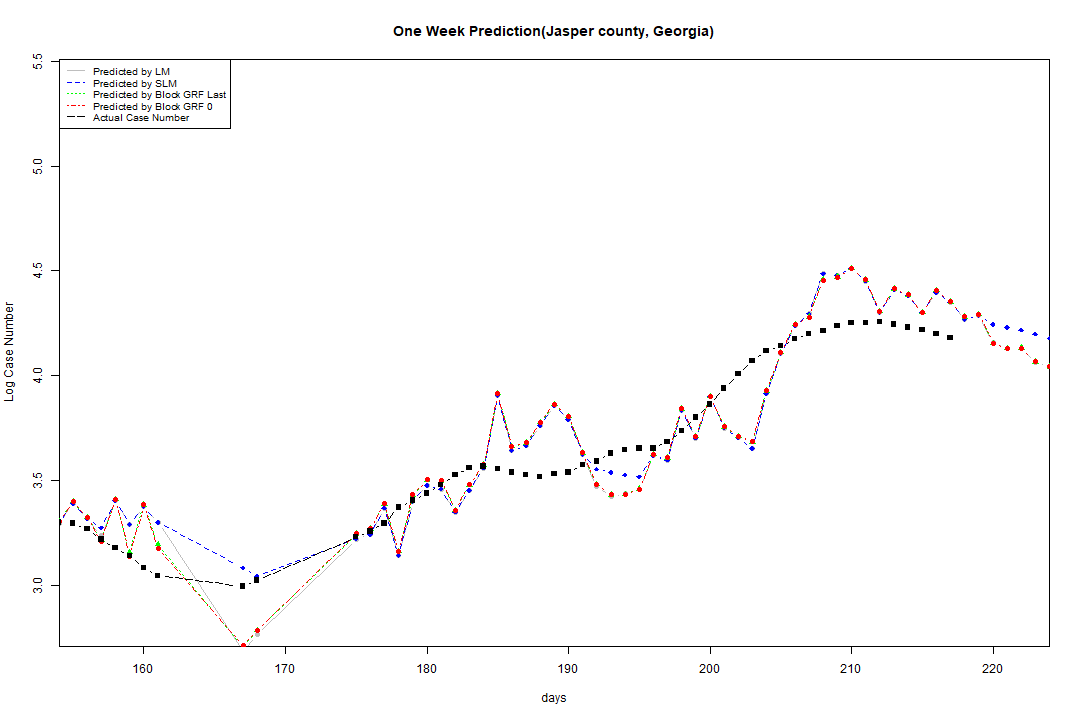 One Week Prediction(Jasper county, Georgia)
Predicted by LM
Predicted by SLM
Predicted by Block GRF Last
Predicted by Block GRF 0
Actual Case Number
Log Case Number
5.5
5.0
4.5
4.0
3.5
3.0
160 170 180 190 200 210 220
days